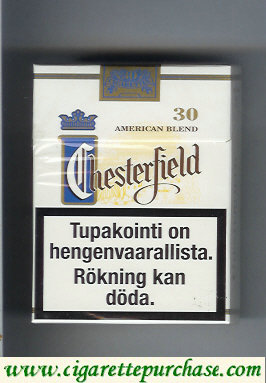 30
AMERICAN BLEND
Chesterfield
Tupakointi on
hengenvaarallista.
Rökning kan
döda.
www.cigarettepurchase.com